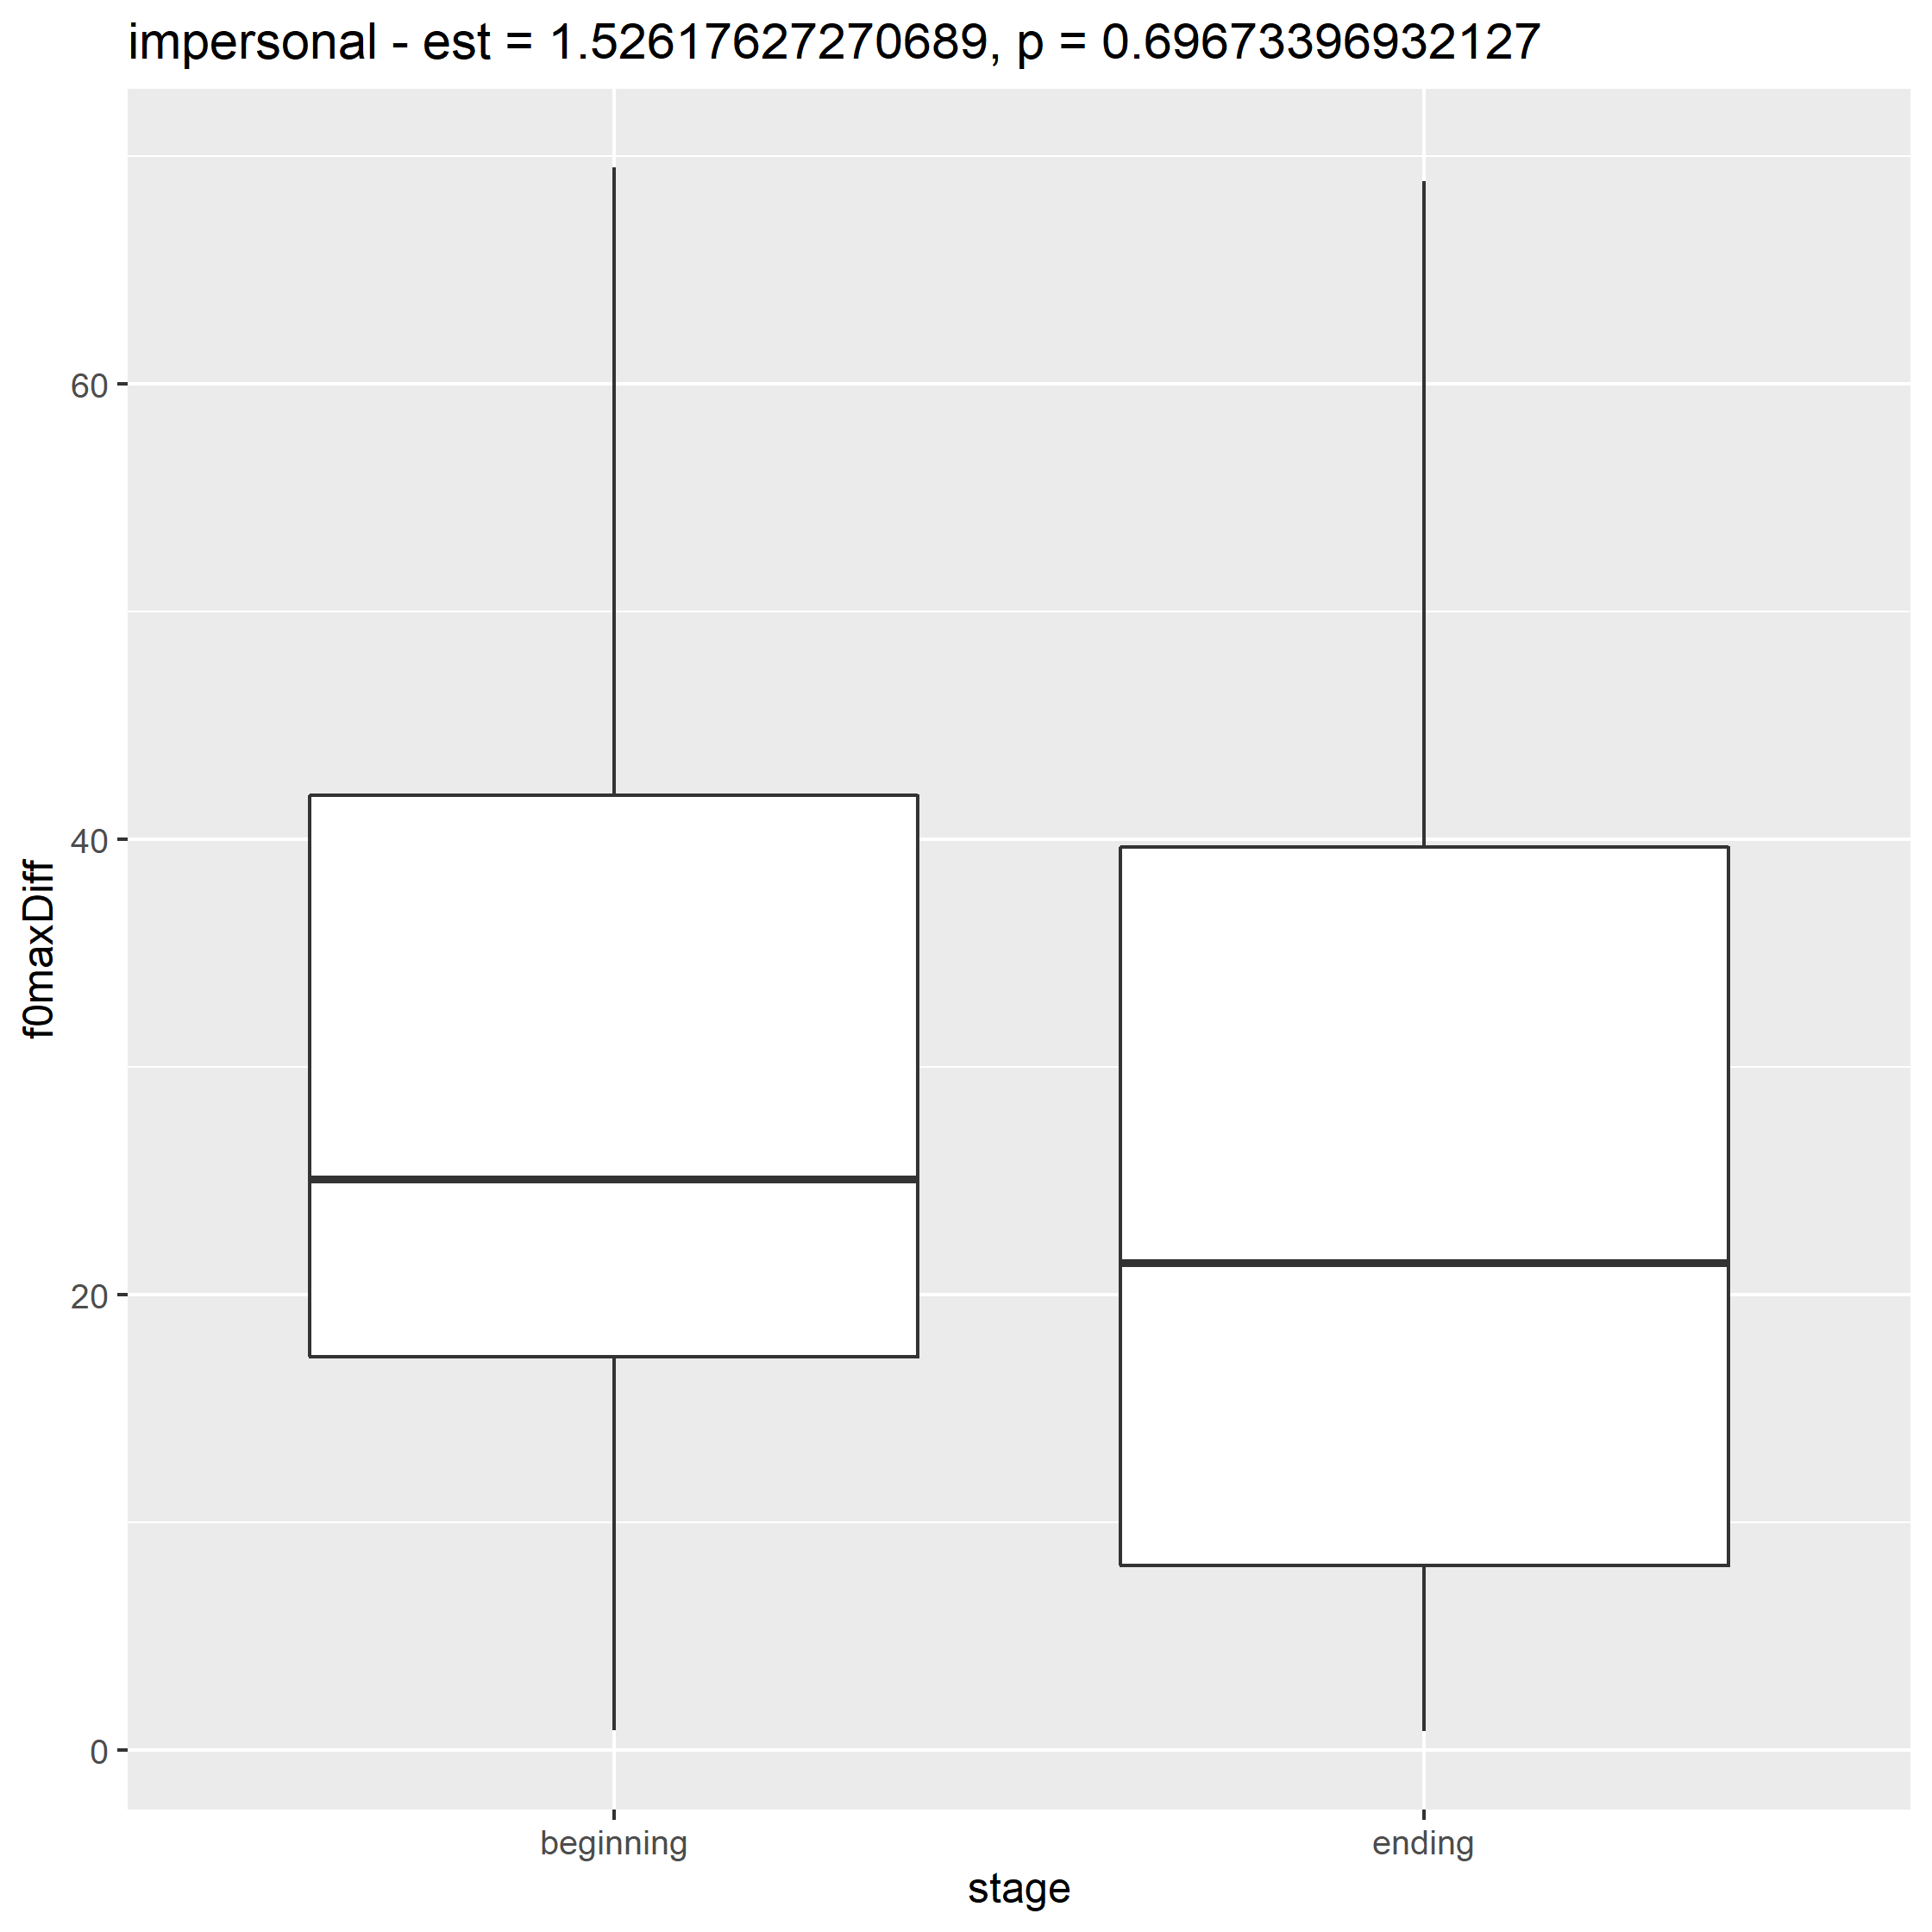 impersonal - est = 1.52617627270689, p = 0.69673396932127
f0maxDiff
60
40
20
0
beginning
ending
stage